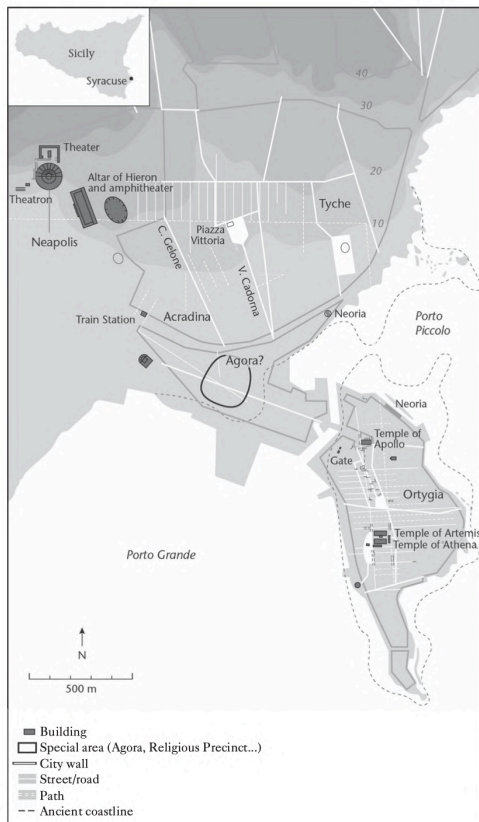 Sicily
Syracuse
40
30
20
10
Theater
Theatron
Altar of Hieron
and amphitheater
Neapolis
Tyche
Piazza
Vittoria
C. Gelone
V. Cadorna
Train Station
Acradina
Neoria
Porto
Piccolo
Agora?
Neoria
Temple of
Apollo
Gate
Ortygia
Temple of Artemis
Temple of Athena
Porto Grande
N
500 m
Building
Special area (Agora, Religious Precinct...)
City wall
Street/road
Path
Ancient coastline